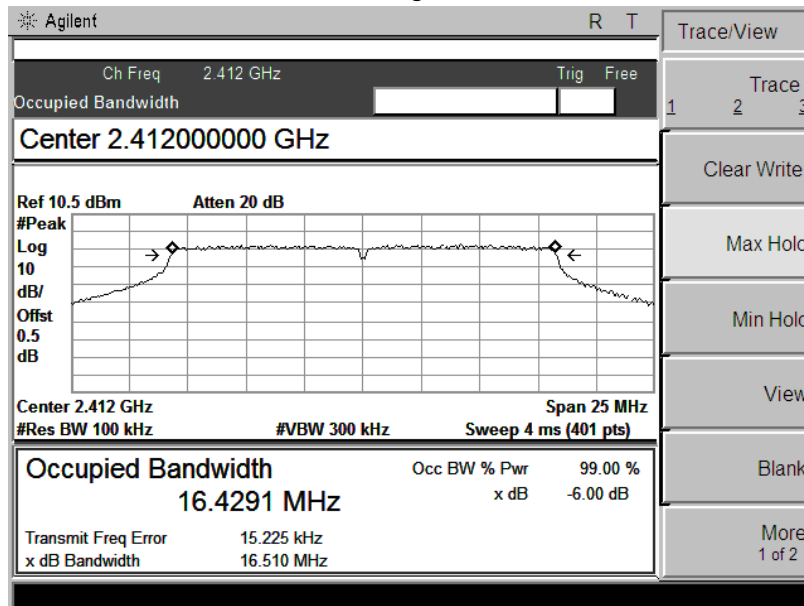 Agilent R T
Ch Freq 2.412 GHz Trig Free
Occupied Bandwidth
Center 2.412000000 GHz
Ref 10.5 dBm Atten 20 dB
#Peak
Log
10
dB/
Offst
0.5
dB
Center 2.412 GHz Span 25 MHz
#Res BW 100 kHz #VBW 300 kHz Sweep 4 ms (401 pts)
Occupied Bandwidth Occ BW % Pwr 99.00 %
16.4291 MHz x dB -6.00 dB
Transmit Freq Error 15.225 kHz
x dB Bandwidth 16.510 MHz
Trace/View
Trace
1 2 3
Clear Write
Max Hold
Min Hold
View
Blank
More
1 of 2